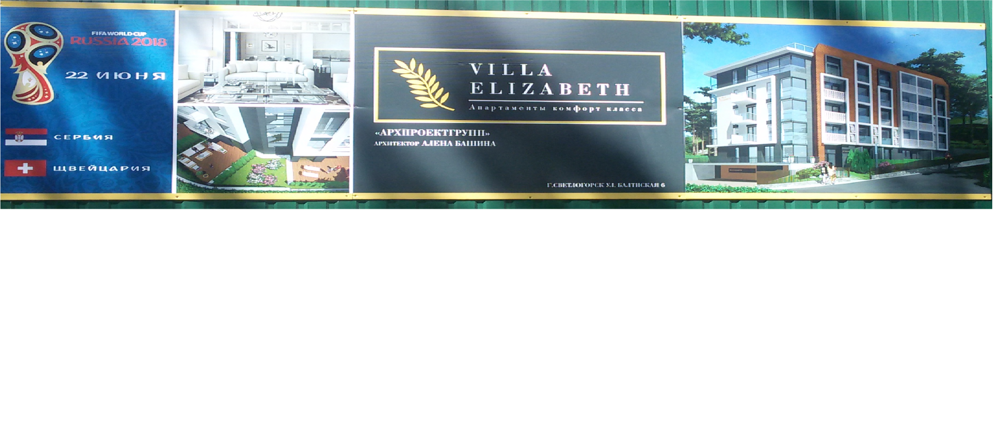 FIFA WORLD CUP
RUSSIA 2018
22 ИЮНЯ
СЕРБИЯ
ЩВЕЙЦАРИЯ
VILLA
ELIZABETH
Апартаменты комфорт класса
«АРХПРОЕКТГРУПП»
АРХИТЕКТОР АЛЕНА БАШИНА
Г.СВЕТЛОГОРСК УЛ. БАЛТИСКАЯ 6